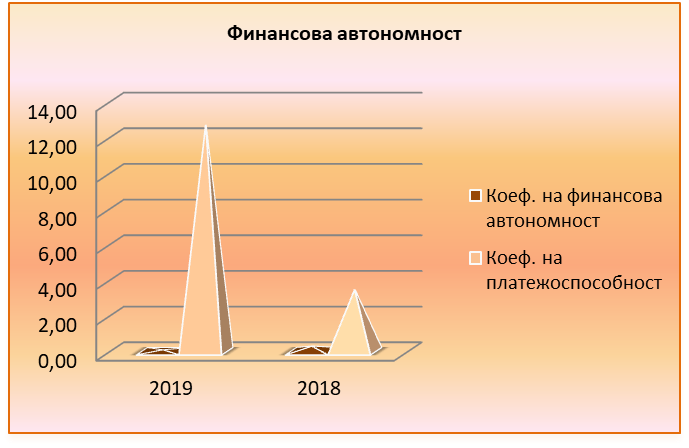 Финансова автономност
14,00
12,00
10,00
8,00
6,00
4,00
2,00
0,00
2019
2018
Коеф. на финансова
автономност
Коеф. на
платежоспособност